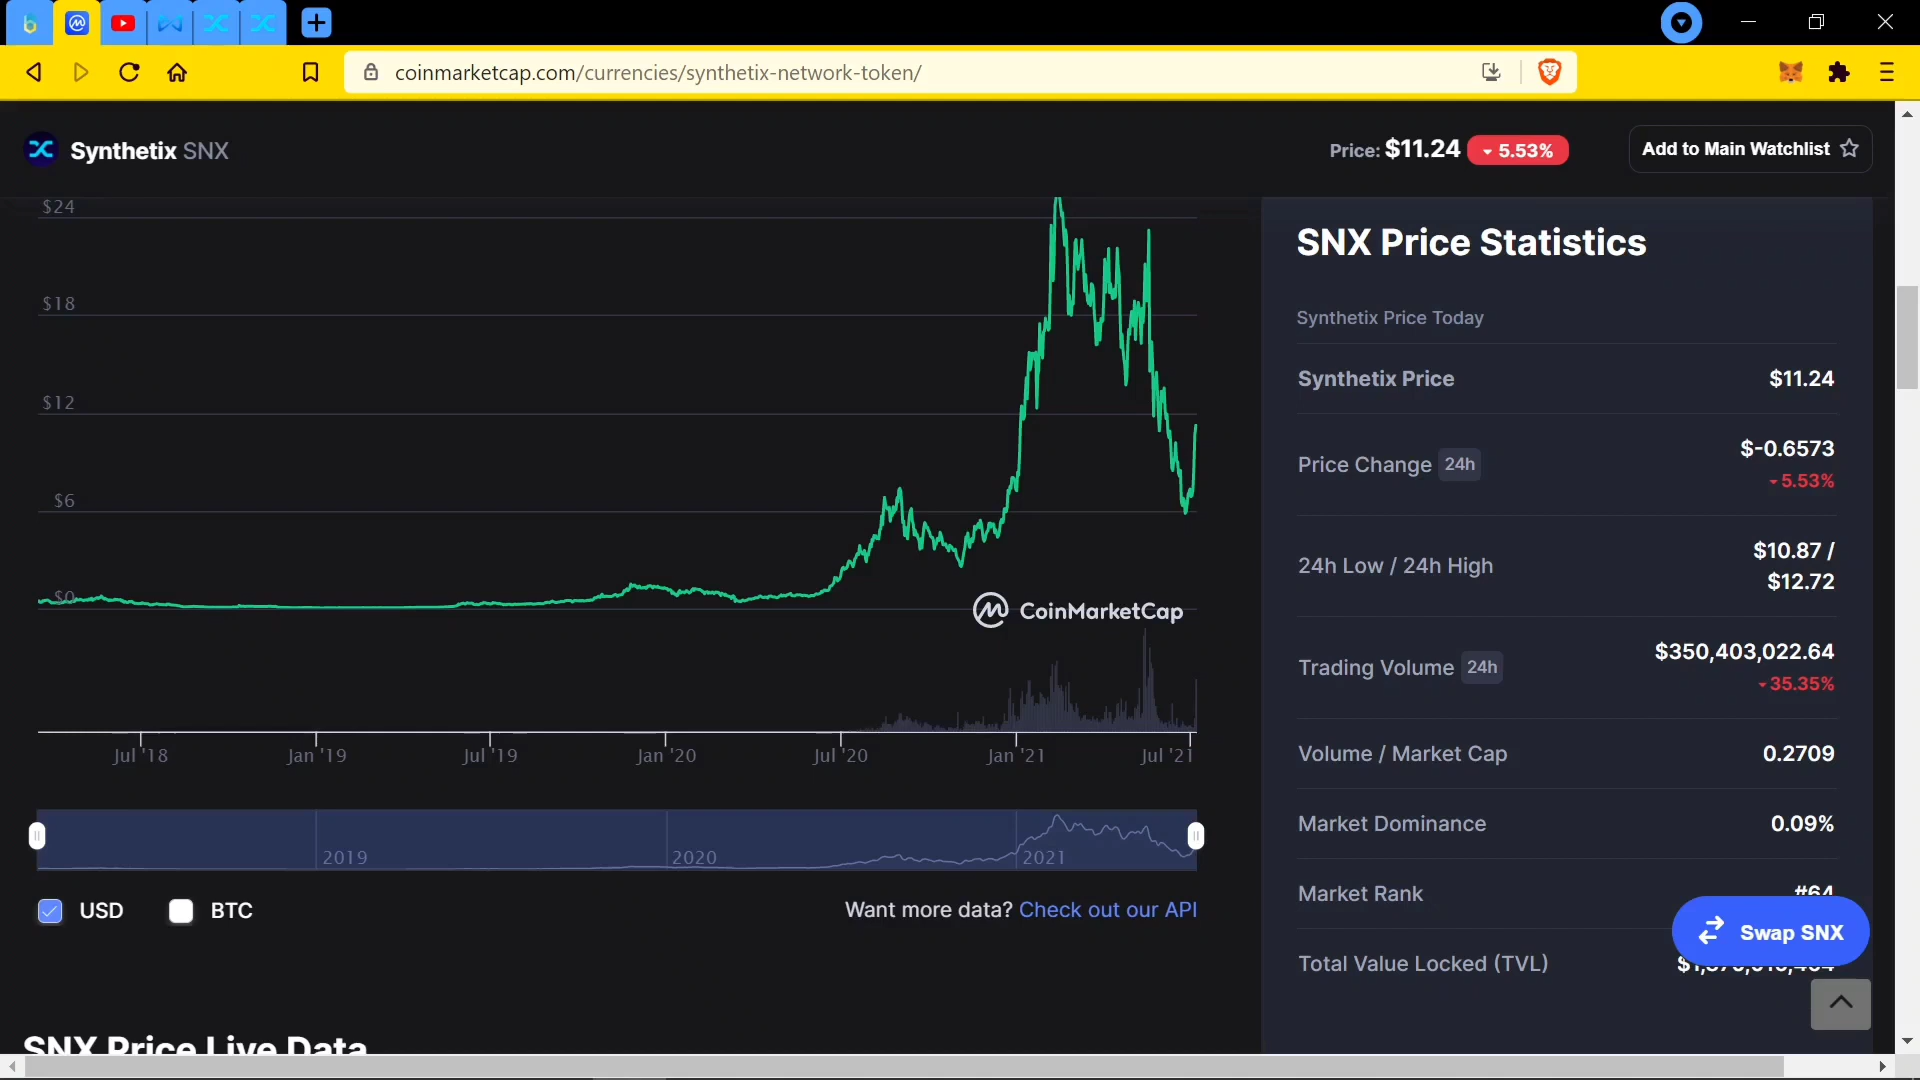 coinmarketcap.com/currencies/synthetix-network-token/
Synthetix SNX
Price: $11.24 5.53%
Add to Main Watchlist
$24
$18
$12
$6
$0
CoinMarketCap
Jul '18 Jan '19 Jul '19 Jan '20 Jul '20 Jan '21 Jul '21
2019 2020 2021
USD BTC
Want more data? Check out our API
SNX Price Live Data
SNX Price Statistics
Synthetix Price Today
Synthetix Price $11.24
Price Change 24h $-0.6573
5.53%
24h Low / 24h High $10.87 /
$12.72
Trading Volume 24h $350,403,022.64
35.35%
Volume / Market Cap 0.2709
Market Dominance 0.09%
Market Rank #64
Swap SNX
Total Value Locked (TVL)